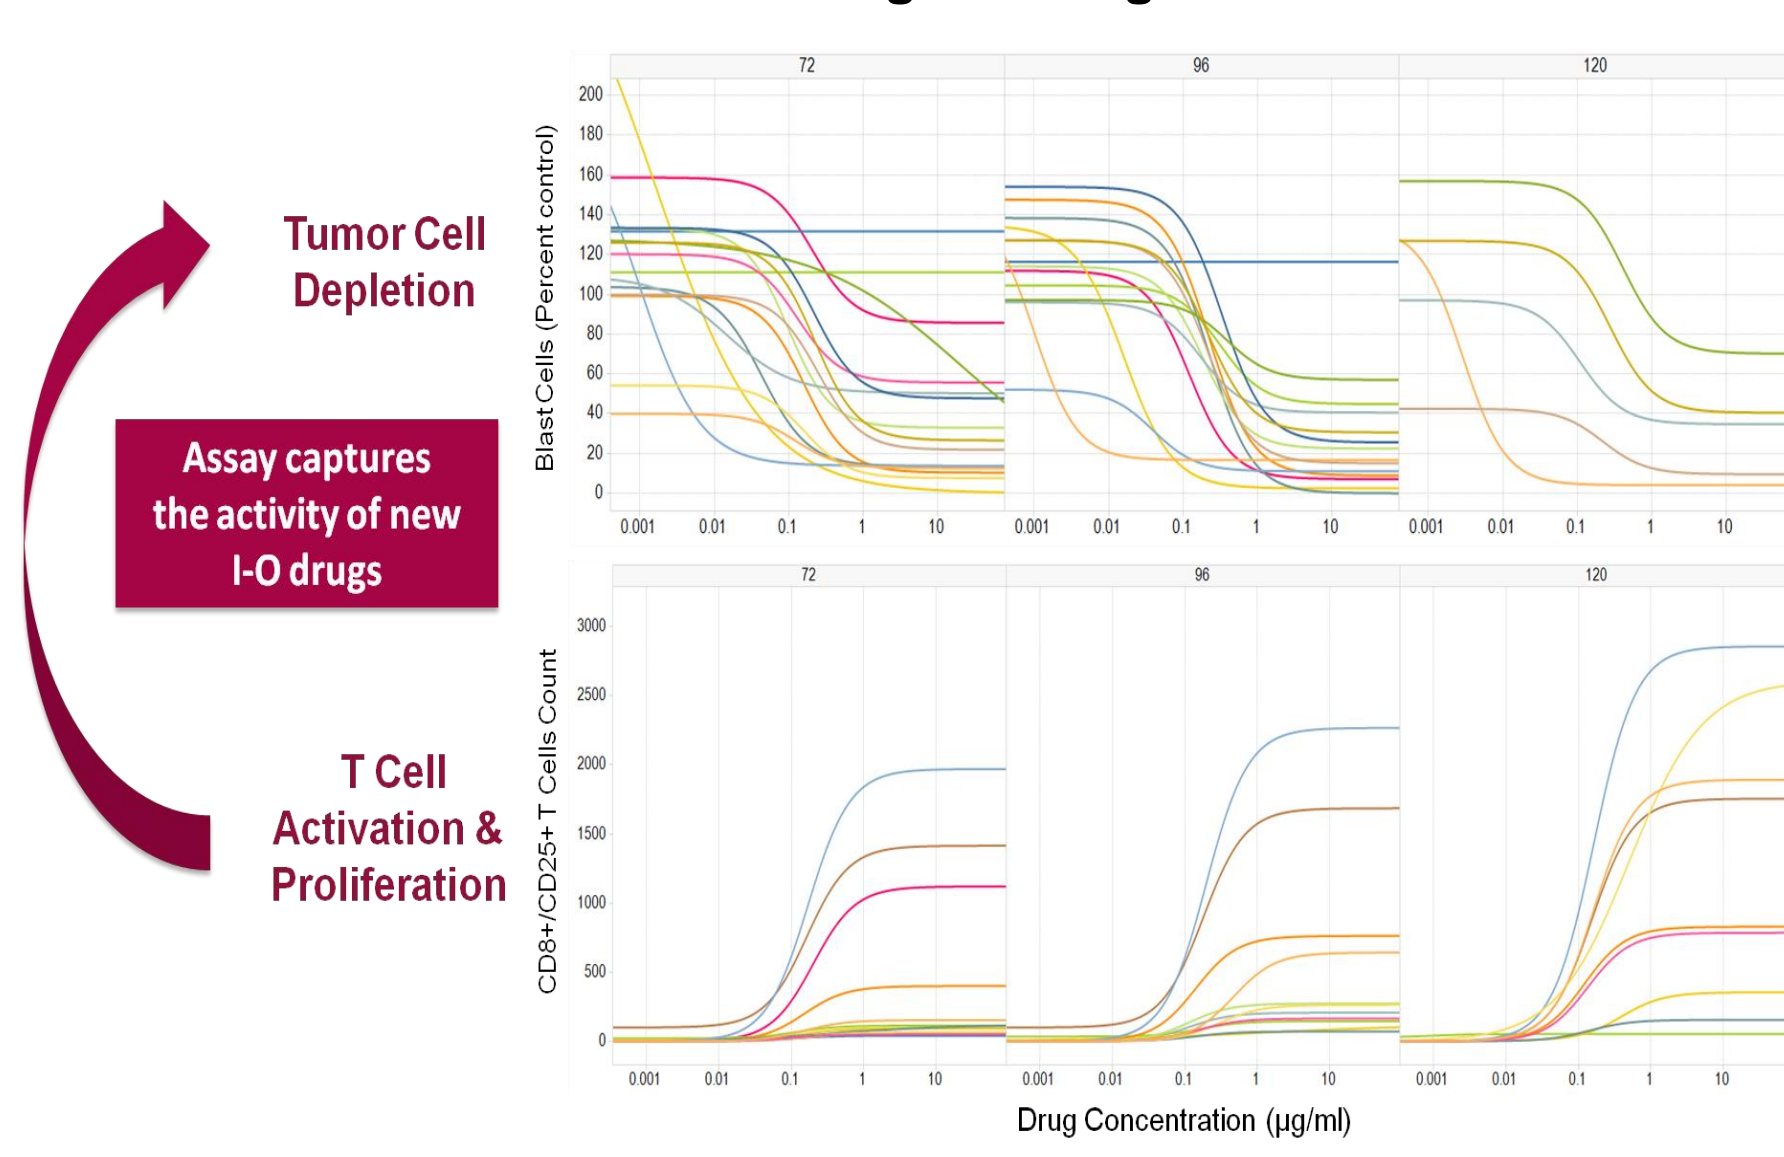 Tumor Cell
Depletion
Assay captures
the activity of new
I-O drugs
T Cell
Activation &
Proliferation
Blast Cells (Percent control)
72
96
120
200
180
160
140
120
100
80
60
40
20
0
0.001 0.01 0.1 1 10
0.001 0.01 0.1 1 10
0.001 0.01 0.1 1 10
CD8+/CD25+ T Cells Count
72
96
120
3000
2500
2000
1500
1000
500
0
0.001 0.01 0.1 1 10
0.001 0.01 0.1 1 10
0.001 0.01 0.1 1 10
Drug Concentration (µg/ml)